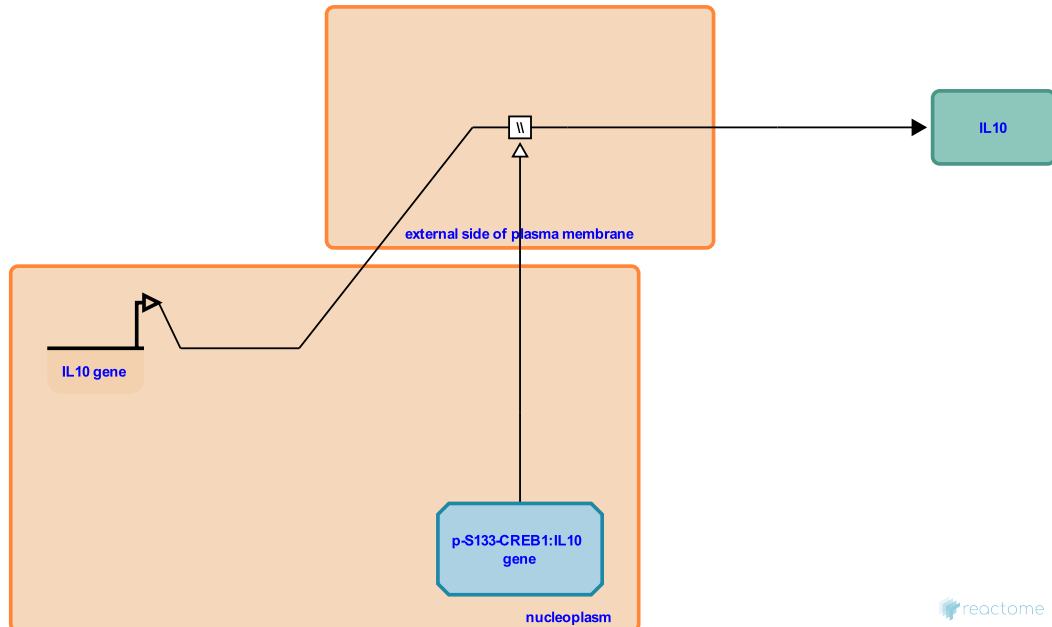 \\
IL10
external side of plasma membrane
IL10 gene
p-S133-CREB1:IL10
gene
nucleoplasm
reactome